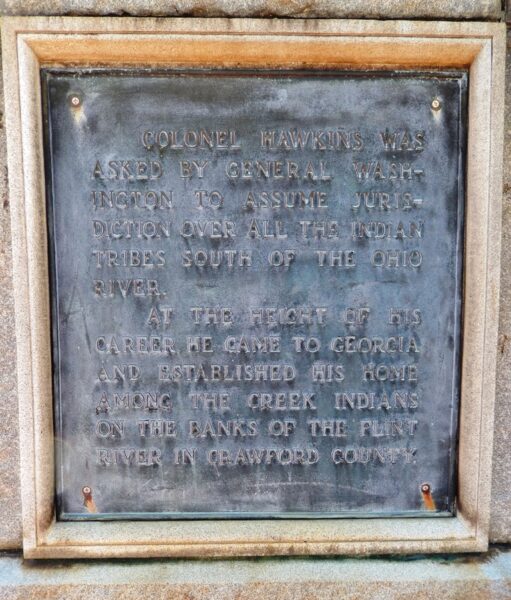 COLONEL HAWKINS WAS
ASKED BY GENERAL WASH-
INGTON TO ASSUME JURIS-
DICTION OVER ALL THE INDIAN
TRIBES SOUTH OF THE OHIO
RIVER.
AT THE HEIGHT OF HIS
CAREER HE CAME TO GEORGIA
AND ESTABLISHED HIS HOME
AMONG THE CREEK INDIANS
ON THE BANKS OF THE FLINT
RIVER IN CRAWFORD COUNTY.